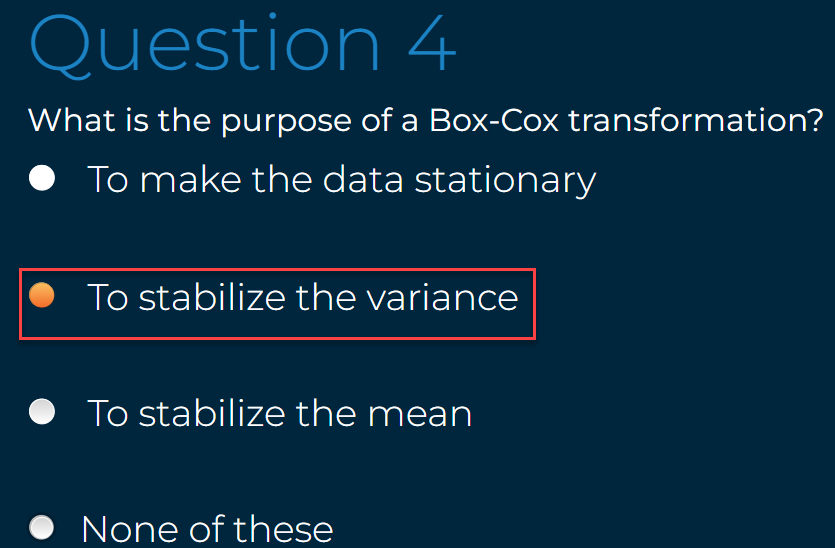 Question 4
What is the purpose of a Box-Cox transformation?
To make the data stationary
To stabilize the variance
To stabilize the mean
None of these